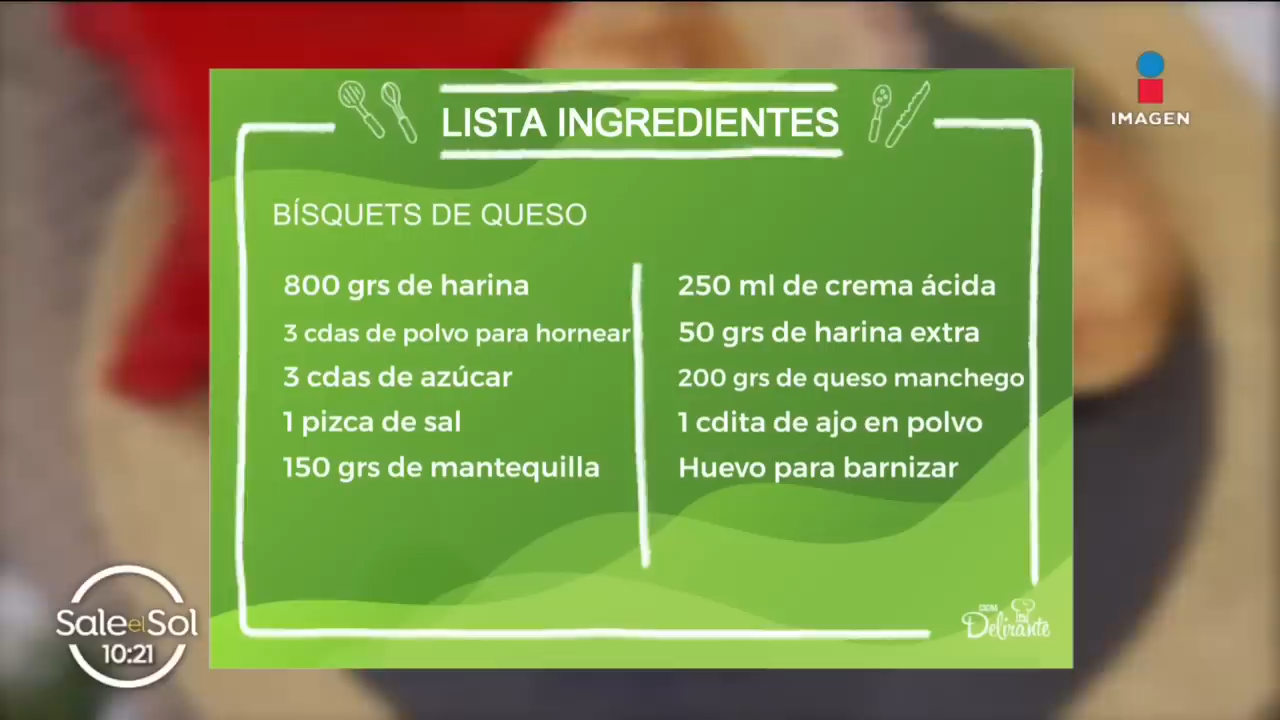 LISTA INGREDIENTES
IMAGEN
BÍSQUETS DE QUESO
800 grs de harina
3 cdas de polvo para hornear
3 cdas de azúcar
1 pizca de sal
150 grs de mantequilla
250 ml de crema ácida
50 grs de harina extra
200 grs de queso manchego
1 cdita de ajo en polvo
Huevo para barnizar
COCINA
Delirante
Sale el Sol
10:21